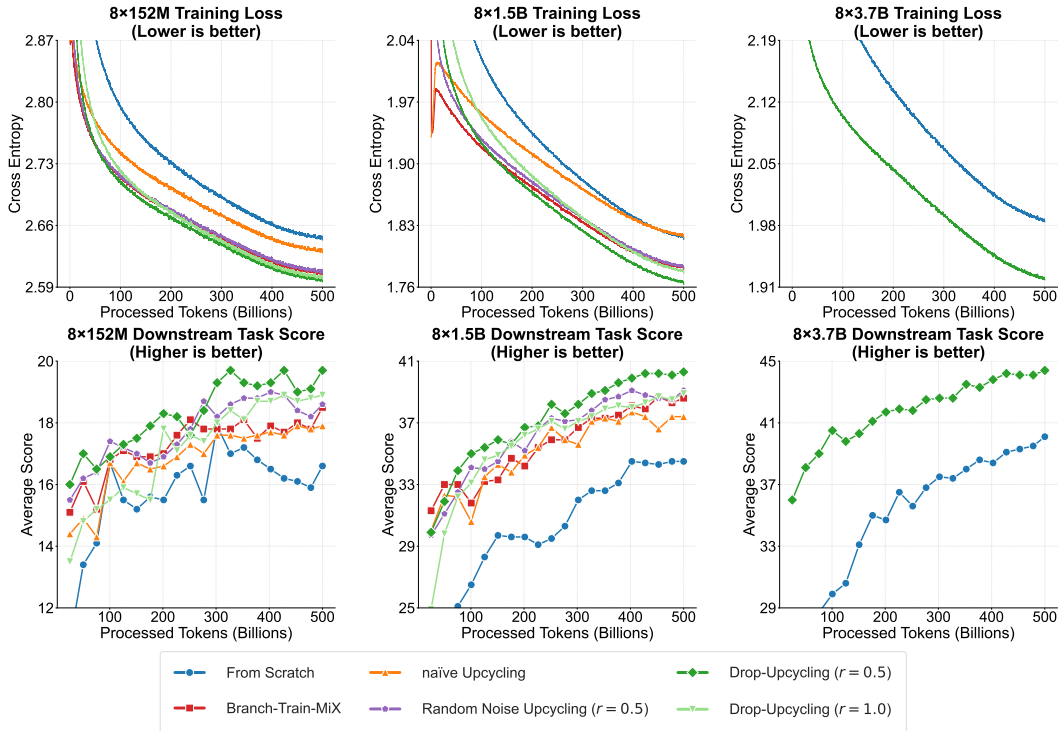 8×152M Training Loss
(Lower is better)
8×1.5B Training Loss
(Lower is better)
8×3.7B Training Loss
(Lower is better)
Cross Entropy
2.87
2.80
2.73
2.66
2.59
0 100 200 300 400 500
Processed Tokens (Billions)
Cross Entropy
2.04
1.97
1.90
1.83
1.76
0 100 200 300 400 500
Processed Tokens (Billions)
Cross Entropy
2.19
2.12
2.05
1.98
1.91
0 100 200 300 400 500
Processed Tokens (Billions)
8×152M Downstream Task Score
(Higher is better)
8×1.5B Downstream Task Score
(Higher is better)
8×3.7B Downstream Task Score
(Higher is better)
Average Score
20
18
16
14
12
100 200 300 400 500
Processed Tokens (Billions)
Average Score
41
37
33
29
25
100 200 300 400 500
Processed Tokens (Billions)
Average Score
45
41
37
33
29
100 200 300 400 500
Processed Tokens (Billions)
From Scratch
naïve Upcycling
Drop-Upcycling (r = 0.5)
Branch-Train-MiX
Random Noise Upcycling (r = 0.5)
Drop-Upcycling (r = 1.0)